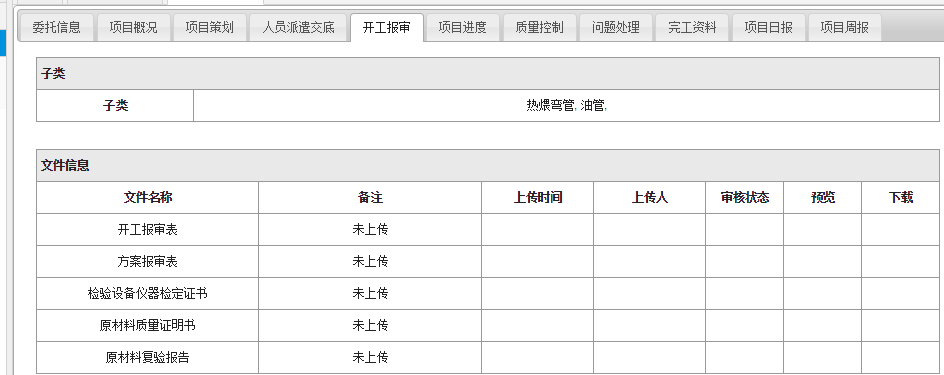 委托信息 项目概况 项目策划 人员派遣交底 开工报审 项目进度 质量控制 问题处理 完工资料 项目日报 项目周报
子类
子类 热煨弯管, 油管,
文件信息
文件名称 备注 上传时间 上传人 审核状态 预览 下载
开工报审表 未上传
方案报审表 未上传
检验设备仪器检定证书 未上传
原材料质量证明书 未上传
原材料复验报告 未上传